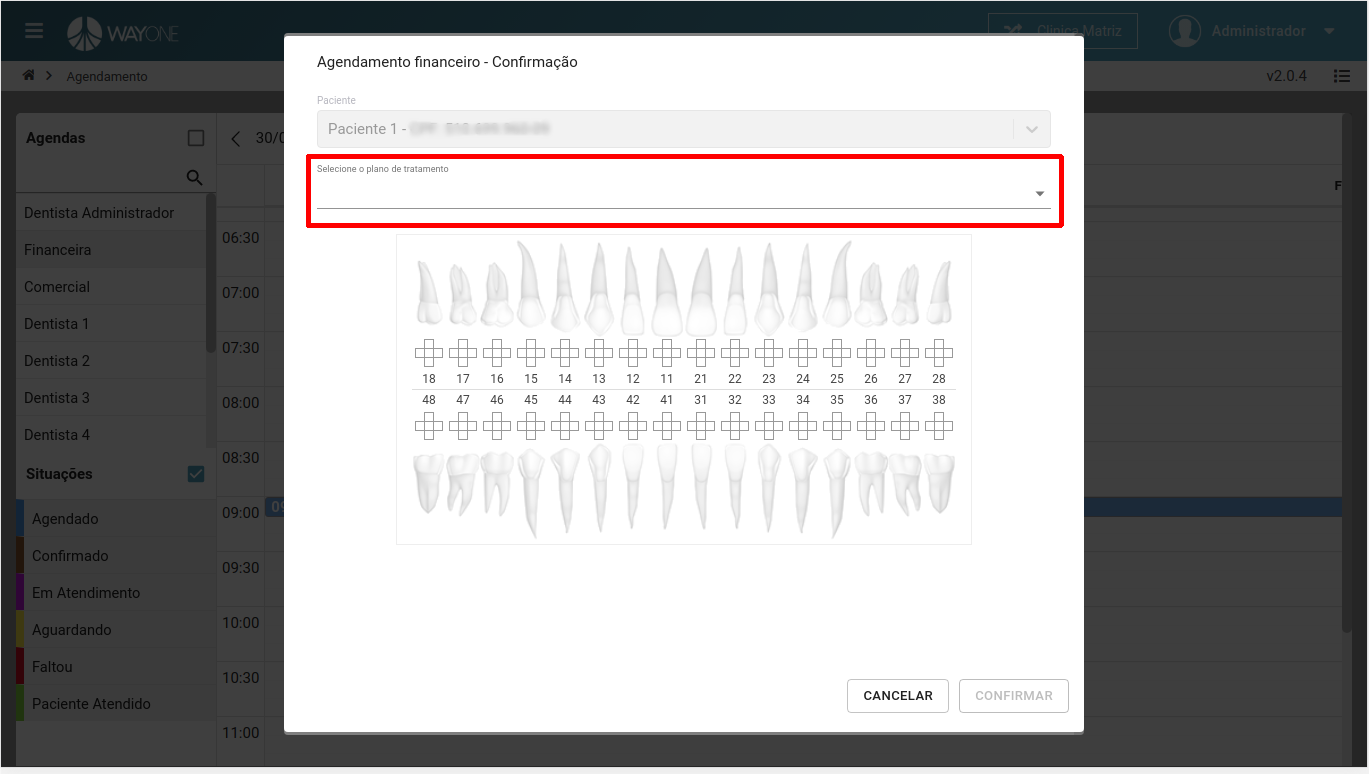 WAYONE
Clínica Matriz
Administrador
Agendamento
v2.0.4
Agendamento financeiro - Confirmação
Paciente
Paciente 1 -
Selecione o plano de tratamento
Agendas
30/0
Dentista Administrador
Financeira
Comercial
Dentista 1
Dentista 2
Dentista 3
Dentista 4
Situações
Agendado
Confirmado
Em Atendimento
Aguardando
Faltou
Paciente Atendido
F
06:30
07:00
07:30
08:00
08:30
09:00
09
09:30
10:00
10:30
11:00
18 17 16 15 14 13 12 11 21 22 23 24 25 26 27 28
48 47 46 45 44 43 42 41 31 32 33 34 35 36 37 38
CANCELAR
CONFIRMAR